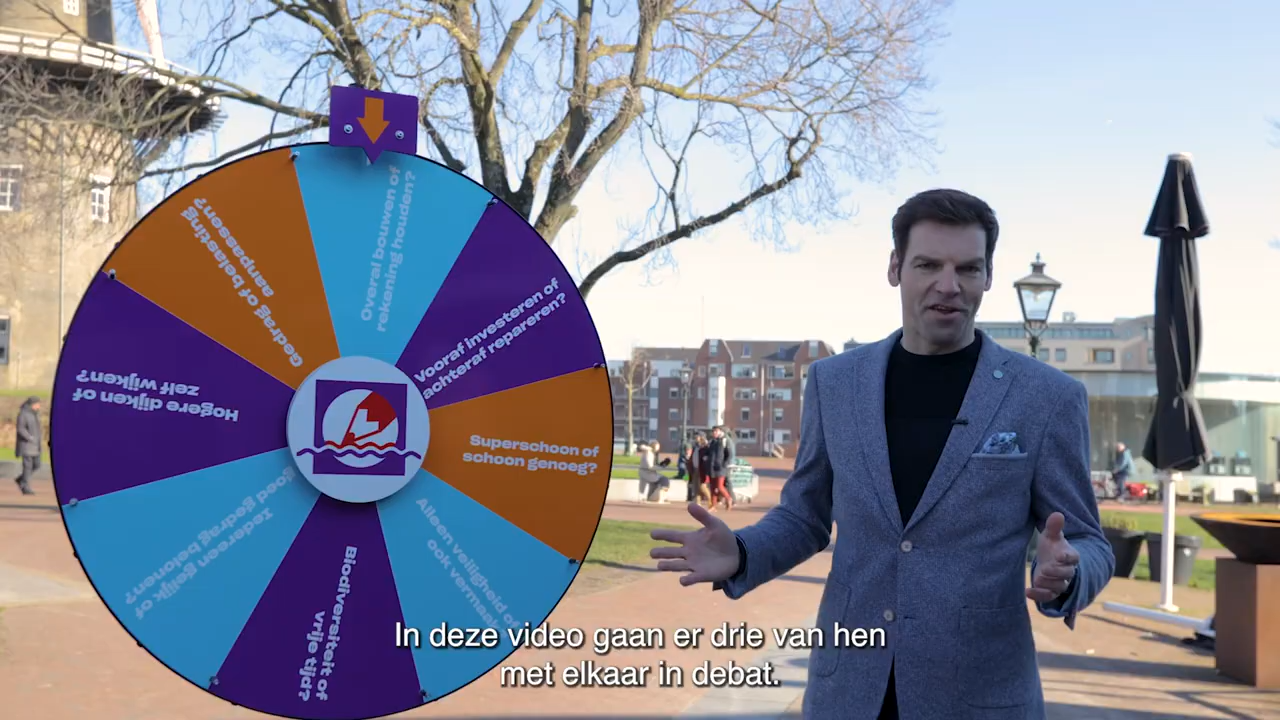 Overal bouwen of
rekening houden?
Vooraf investeren of
achteraf repareren?
Superschoon of
schoon genoeg?
Alleen veiligheid of
ook vermaak
Biodiversiteit of
vrije tijd?
Iedereen gelijk of
goed gedrag belonen?
Hogere dijken of
zelf wijken?
Gedrag of belasting
aanpassen?
In deze video gaan er drie van hen
met elkaar in debat.